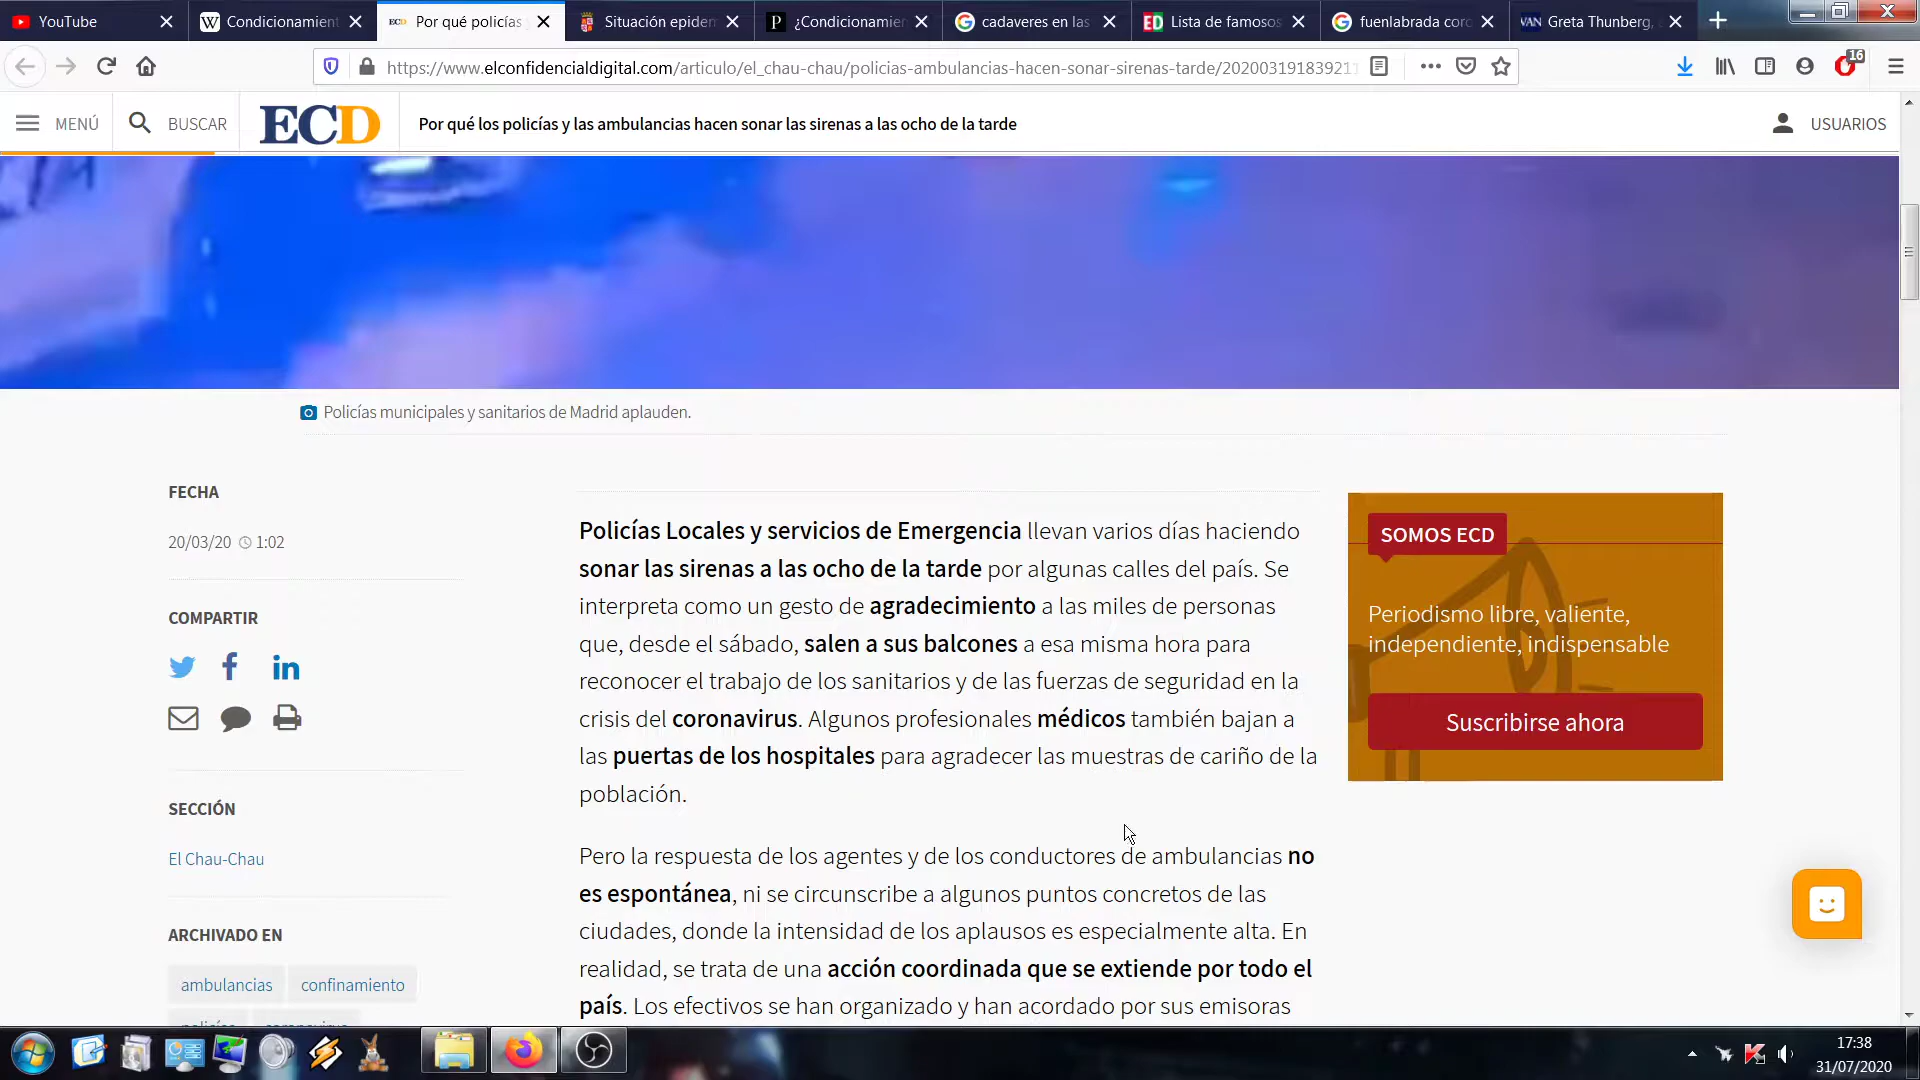 YouTube
Condicionamient
Por qué policías
Situación epidem
¿Condicionamie
cadaveres en las
Lista de famosos
fuenlabrada cor
Greta Thunberg,
https://www.elconfidencialdigital.com/articulo/el_chau-chau/policias-ambulancias-hacen-sonar-sirenas-tarde/2020031918392
16
MENÚ
BUSCAR
ECD
Por qué los policías y las ambulancias hacen sonar las sirenas a las ocho de la tarde
USUARIOS
Policías municipales y sanitarios de Madrid aplauden.
FECHA
20/03/20 1:02
COMPARTIR
SECCIÓN
El Chau-Chau
ARCHIVADO EN
ambulancias
confinamiento
Policías Locales y servicios de Emergencia llevan varios días haciendo
sonar las sirenas a las ocho de la tarde por algunas calles del país. Se
interpreta como un gesto de agradecimiento a las miles de personas
que, desde el sábado, salen a sus balcones a esa misma hora para
reconocer el trabajo de los sanitarios y de las fuerzas de seguridad en la
crisis del coronavirus. Algunos profesionales médicos también bajan a
las puertas de los hospitales para agradecer las muestras de cariño de la
población.
Pero la respuesta de los agentes y de los conductores de ambulancias no
es espontánea, ni se circunscribe a algunos puntos concretos de las
ciudades, donde la intensidad de los aplausos es especialmente alta. En
realidad, se trata de una acción coordinada que se extiende por todo el
país. Los efectivos se han organizado y han acordado por sus emisoras
SOMOS ECD
Periodismo libre, valiente,
independiente, indispensable
Suscribirse ahora
17:38
31/07/2020